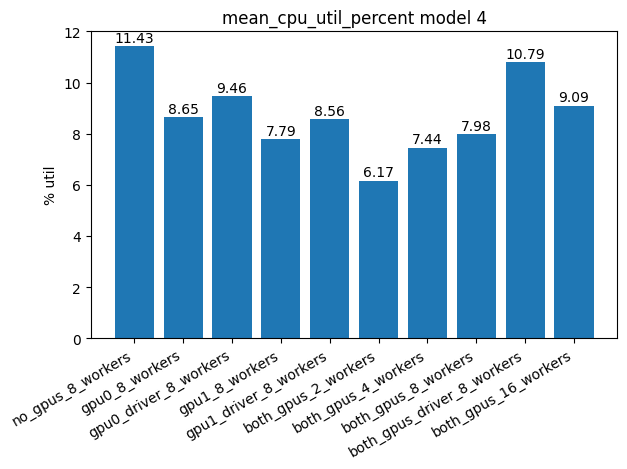 mean_cpu_util_percent model 4
% util
12
10
8
6
4
2
0
11.43
8.65
9.46
7.79
8.56
6.17
7.44
7.98
10.79
9.09
no_gpus_8_workers
gpu0_8_workers
gpu0_driver_8_workers
gpu1_8_workers
gpu1_driver_8_workers
both_gpus_2_workers
both_gpus_4_workers
both_gpus_8_workers
both_gpus_driver_8_workers
both_gpus_16_workers